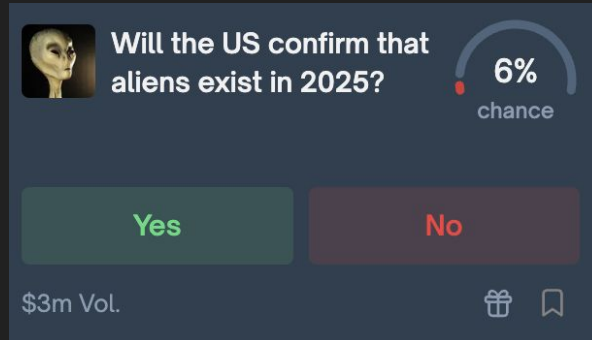 Will the US confirm that
aliens exist in 2025?
6%
chance
Yes
No
$3m Vol.